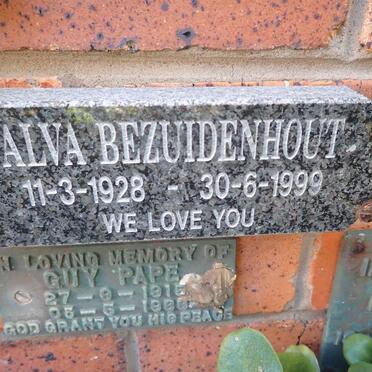 ALVA BEZUIDENHOUT
11-3-1928 - 30-6-1999
WE LOVE YOU
LOVING MEMORY OF
GUY PAPE
GOD GRANT YOU HIS PEACE